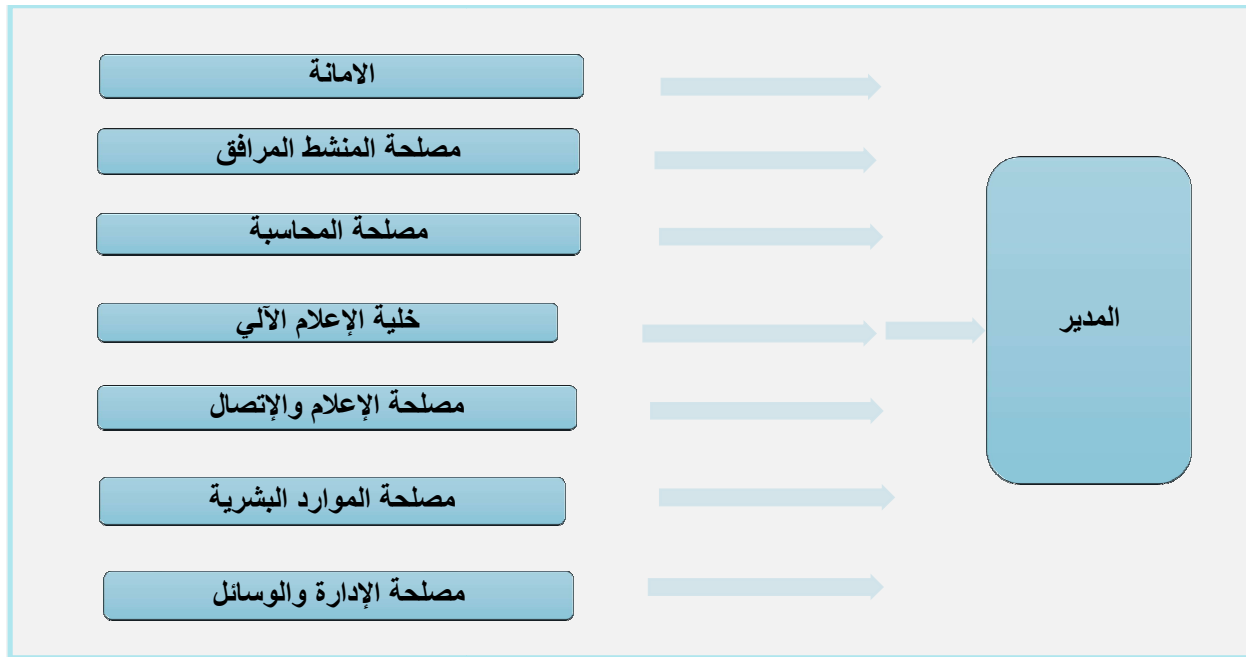 الامانة
مصلحة المنشط المرافق
مصلحة المحاسبة
خلية الإعلام الآلي
المدير
مصلحة الإعلام والإتصال
مصلحة الموارد البشرية
مصلحة الإدارة والوسائل